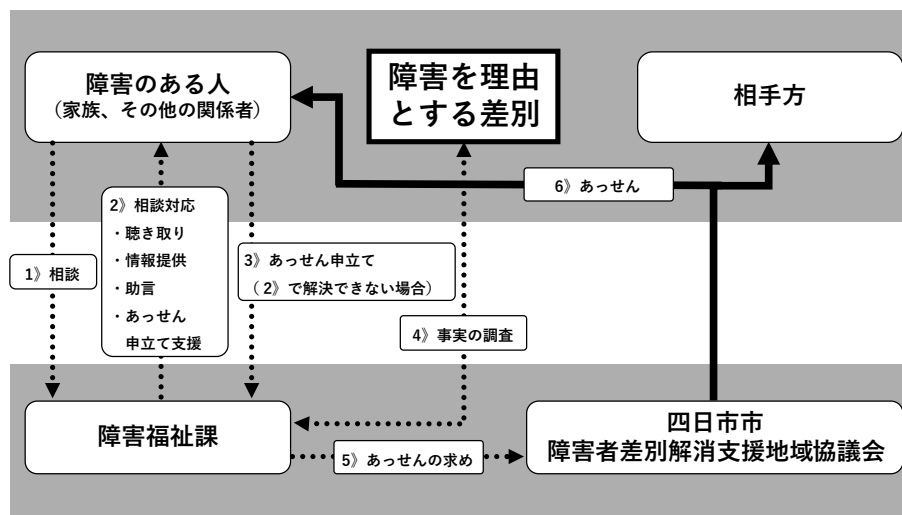 障害のある人
（家族、その他の関係者）
障害を理由
とする差別
相手方
6》あっせん
2》相談対応
・聴き取り
・情報提供
・助言
・あっせん
申立て支援
1》相談
3》あっせん申立て
（2》で解決できない場合）
4》事実の調査
障害福祉課
5》あっせんの求め
四日市市
障害者差別解消支援地域協議会